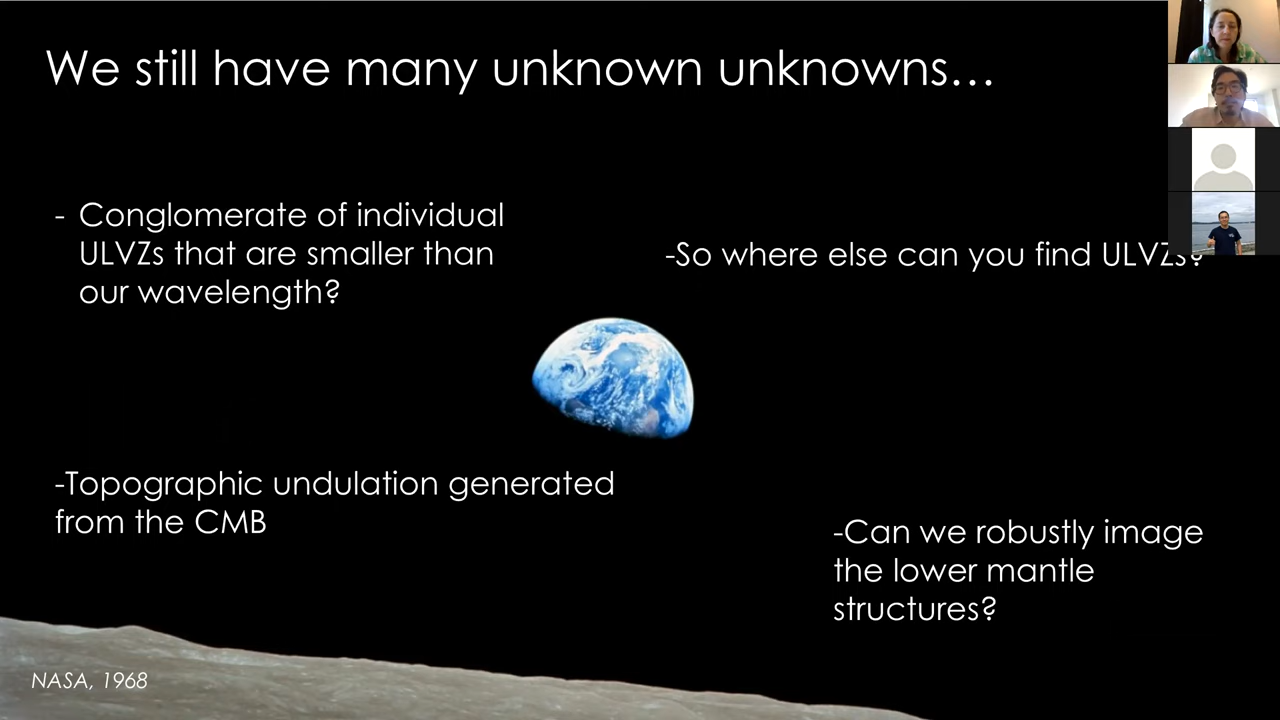 We still have many unknown unknowns...
- Conglomerate of individual
ULVZs that are smaller than
our wavelength?
-So where else can you find ULVZs?
-Topographic undulation generated
from the CMB
-Can we robustly image
the lower mantle
structures?
NASA, 1968